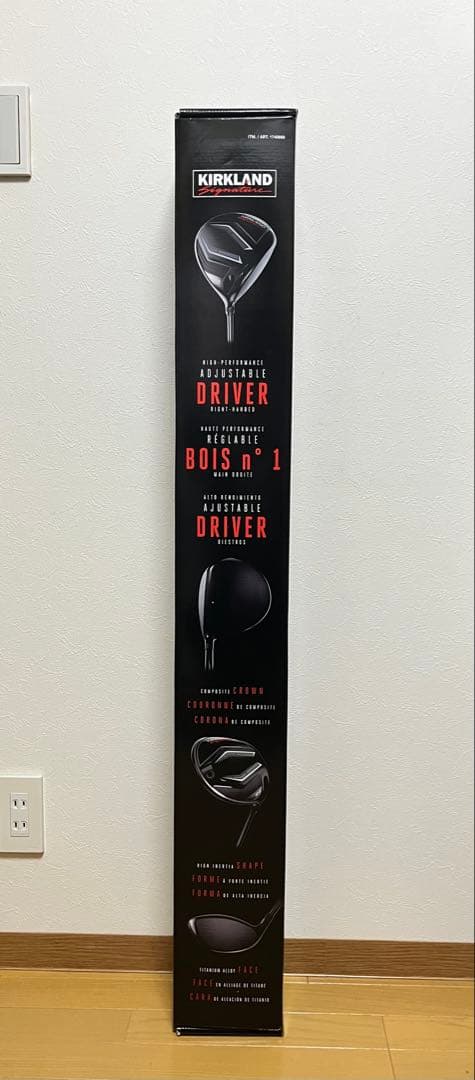 KIRKLAND
Signature
HIGH-PERFORMANCE
ADJUSTABLE
DRIVER
RIGHT-HANDED
HAUTE PERFORMANCE
RÉGLABLE
BOIS n° 1
MAIN DROITE
ALTO RENDIMIENTO
AJUSTABLE
DRIVER
DIESTROS
COMPOSITE CROWN
COURONNE DE COMPOSITE
CORONA DE COMPOSITE
HIGH INERTIA SHAPE
FORME À FORTE INERTIE
FORMA DE ALTA INERCIA
TITANIUM ALLOY FACE
FACE EN ALLIAGE DE TITANE
CARA DE ALEACIÓN DE TITANIO